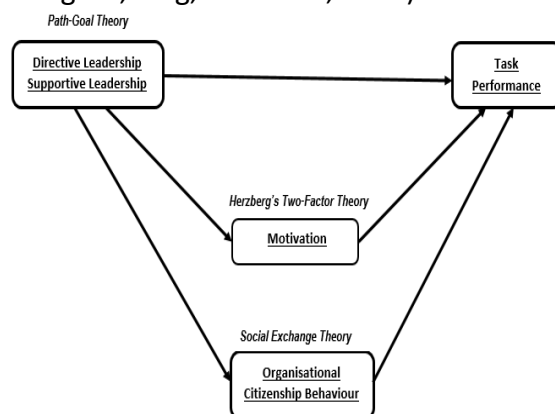 Path-Goal Theory
Directive Leadership
Supportive Leadership
Task
Performance
Herzberg's Two-Factor Theory
Motivation
Social Exchange Theory
Organisational
Citizenship Behaviour